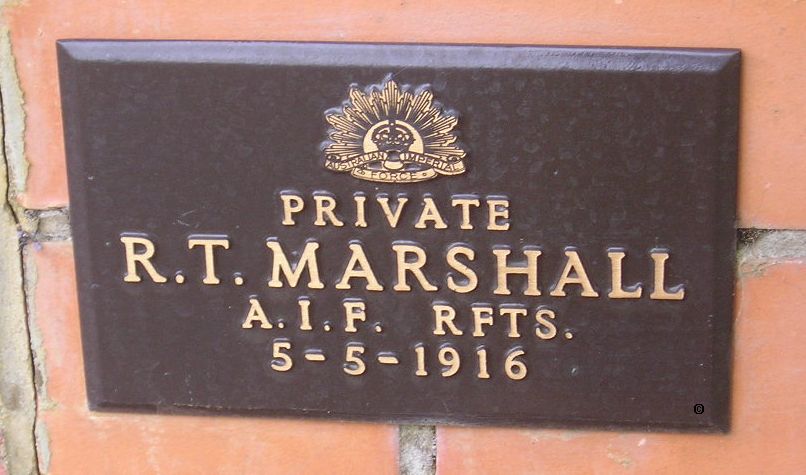 AUSTRALIAN IMPERIAL
FORCE
PRIVATE
R.T. MARSHALL
A.I.F. RFTS.
5-5-1916
©